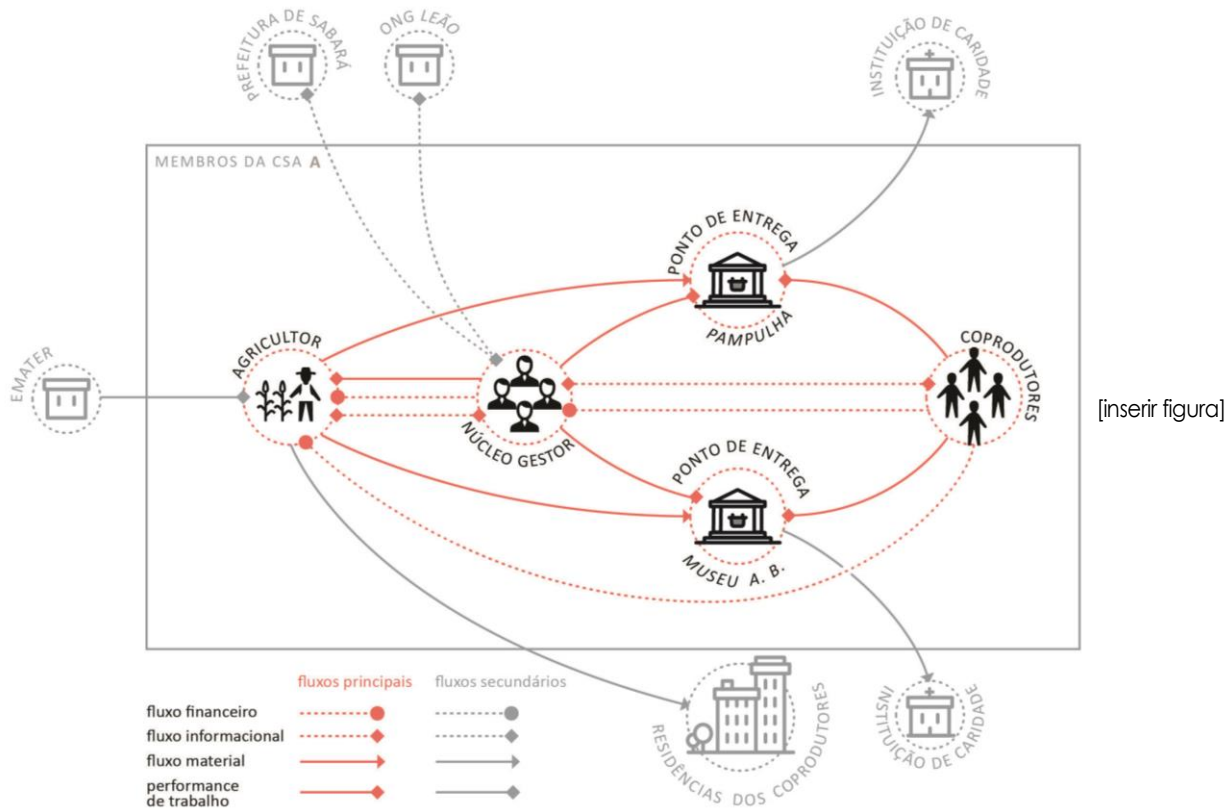 PREFEITURA DE SABARÁ
ONG LEÃO
INSTITUIÇÃO DE CARIDADE
MEMBROS DA CSA A
PONTO DE ENTREGA
PAMPULHA
AGRICULTOR
COPRODUTORES
EMATER
NÚCLEO GESTOR
[inserir figura]
PONTO DE ENTREGA
MUSEU A. B.
RESIDÊNCIAS DOS COPRODUTORES
INSTITUIÇÃO DE CARIDADE
fluxos principais
fluxos secundários
fluxo financeiro
fluxo informacional
fluxo material
performance
de trabalho